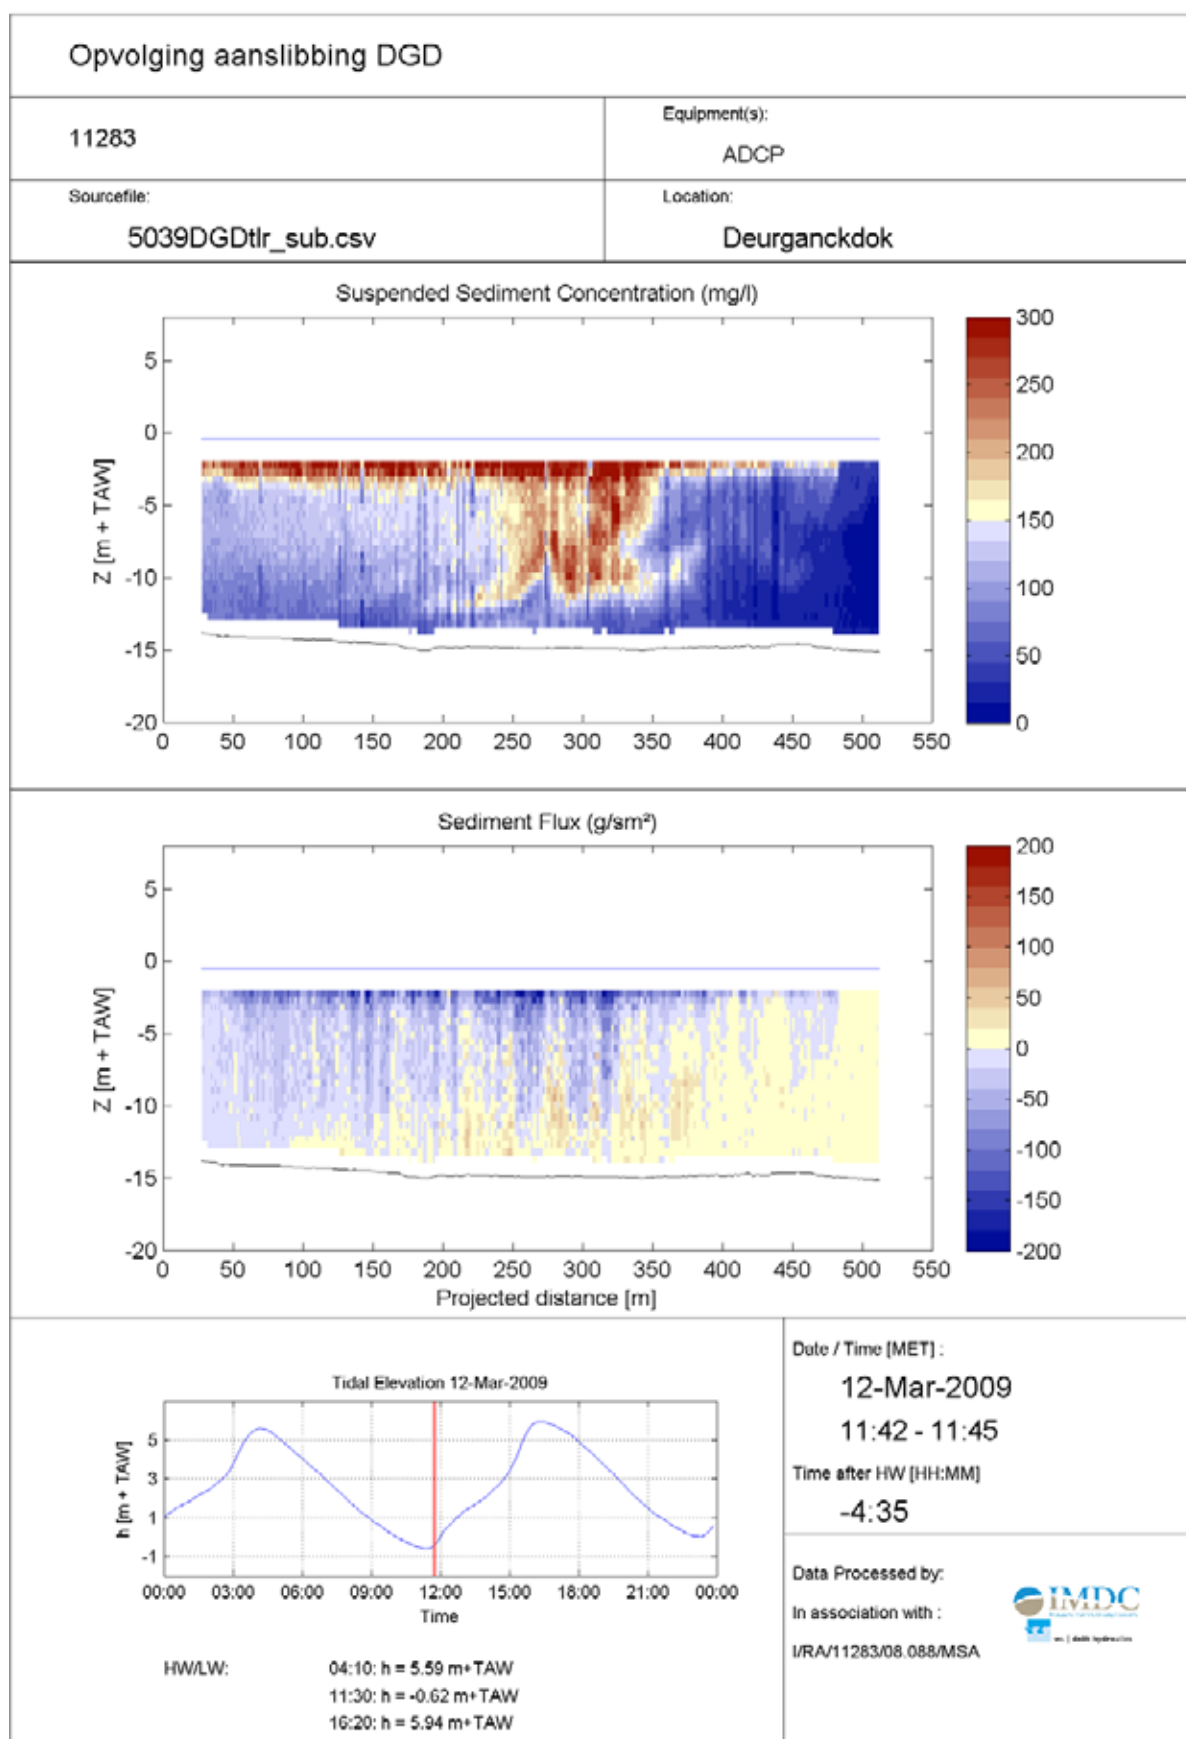 Opvolging aanslibbing DGD
11283
Equipment(s):
ADCP
Sourcefile:
5039DGDtlr_sub.csv
Location:
Deurganckdok
Suspended Sediment Concentration (mg/l)
5
0
-5
-10
-15
-20
Z [m + TAW]
0 50 100 150 200 250 300 350 400 450 500 550
300
250
200
150
100
50
0
Sediment Flux (g/sm²)
5
0
-5
-10
-15
-20
Z [m + TAW]
0 50 100 150 200 250 300 350 400 450 500 550
Projected distance [m]
200
150
100
50
0
-50
-100
-150
-200
Tidal Elevation 12-Mar-2009
5
3
1
-1
h [m + TAW]
00:00 03:00 06:00 09:00 12:00 15:00 18:00 21:00 00:00
Time
HW/LW:
04:10: h = 5.59 m+TAW
11:30: h = -0.62 m+TAW
16:20: h = 5.94 m+TAW
Date / Time [MET] :
12-Mar-2009
11:42 - 11:45
Time after HW [HH:MM]
-4:35
Data Processed by:
In association with :
I/RA/11283/08.088/MSA
IMDC
wl | delft hydraulics